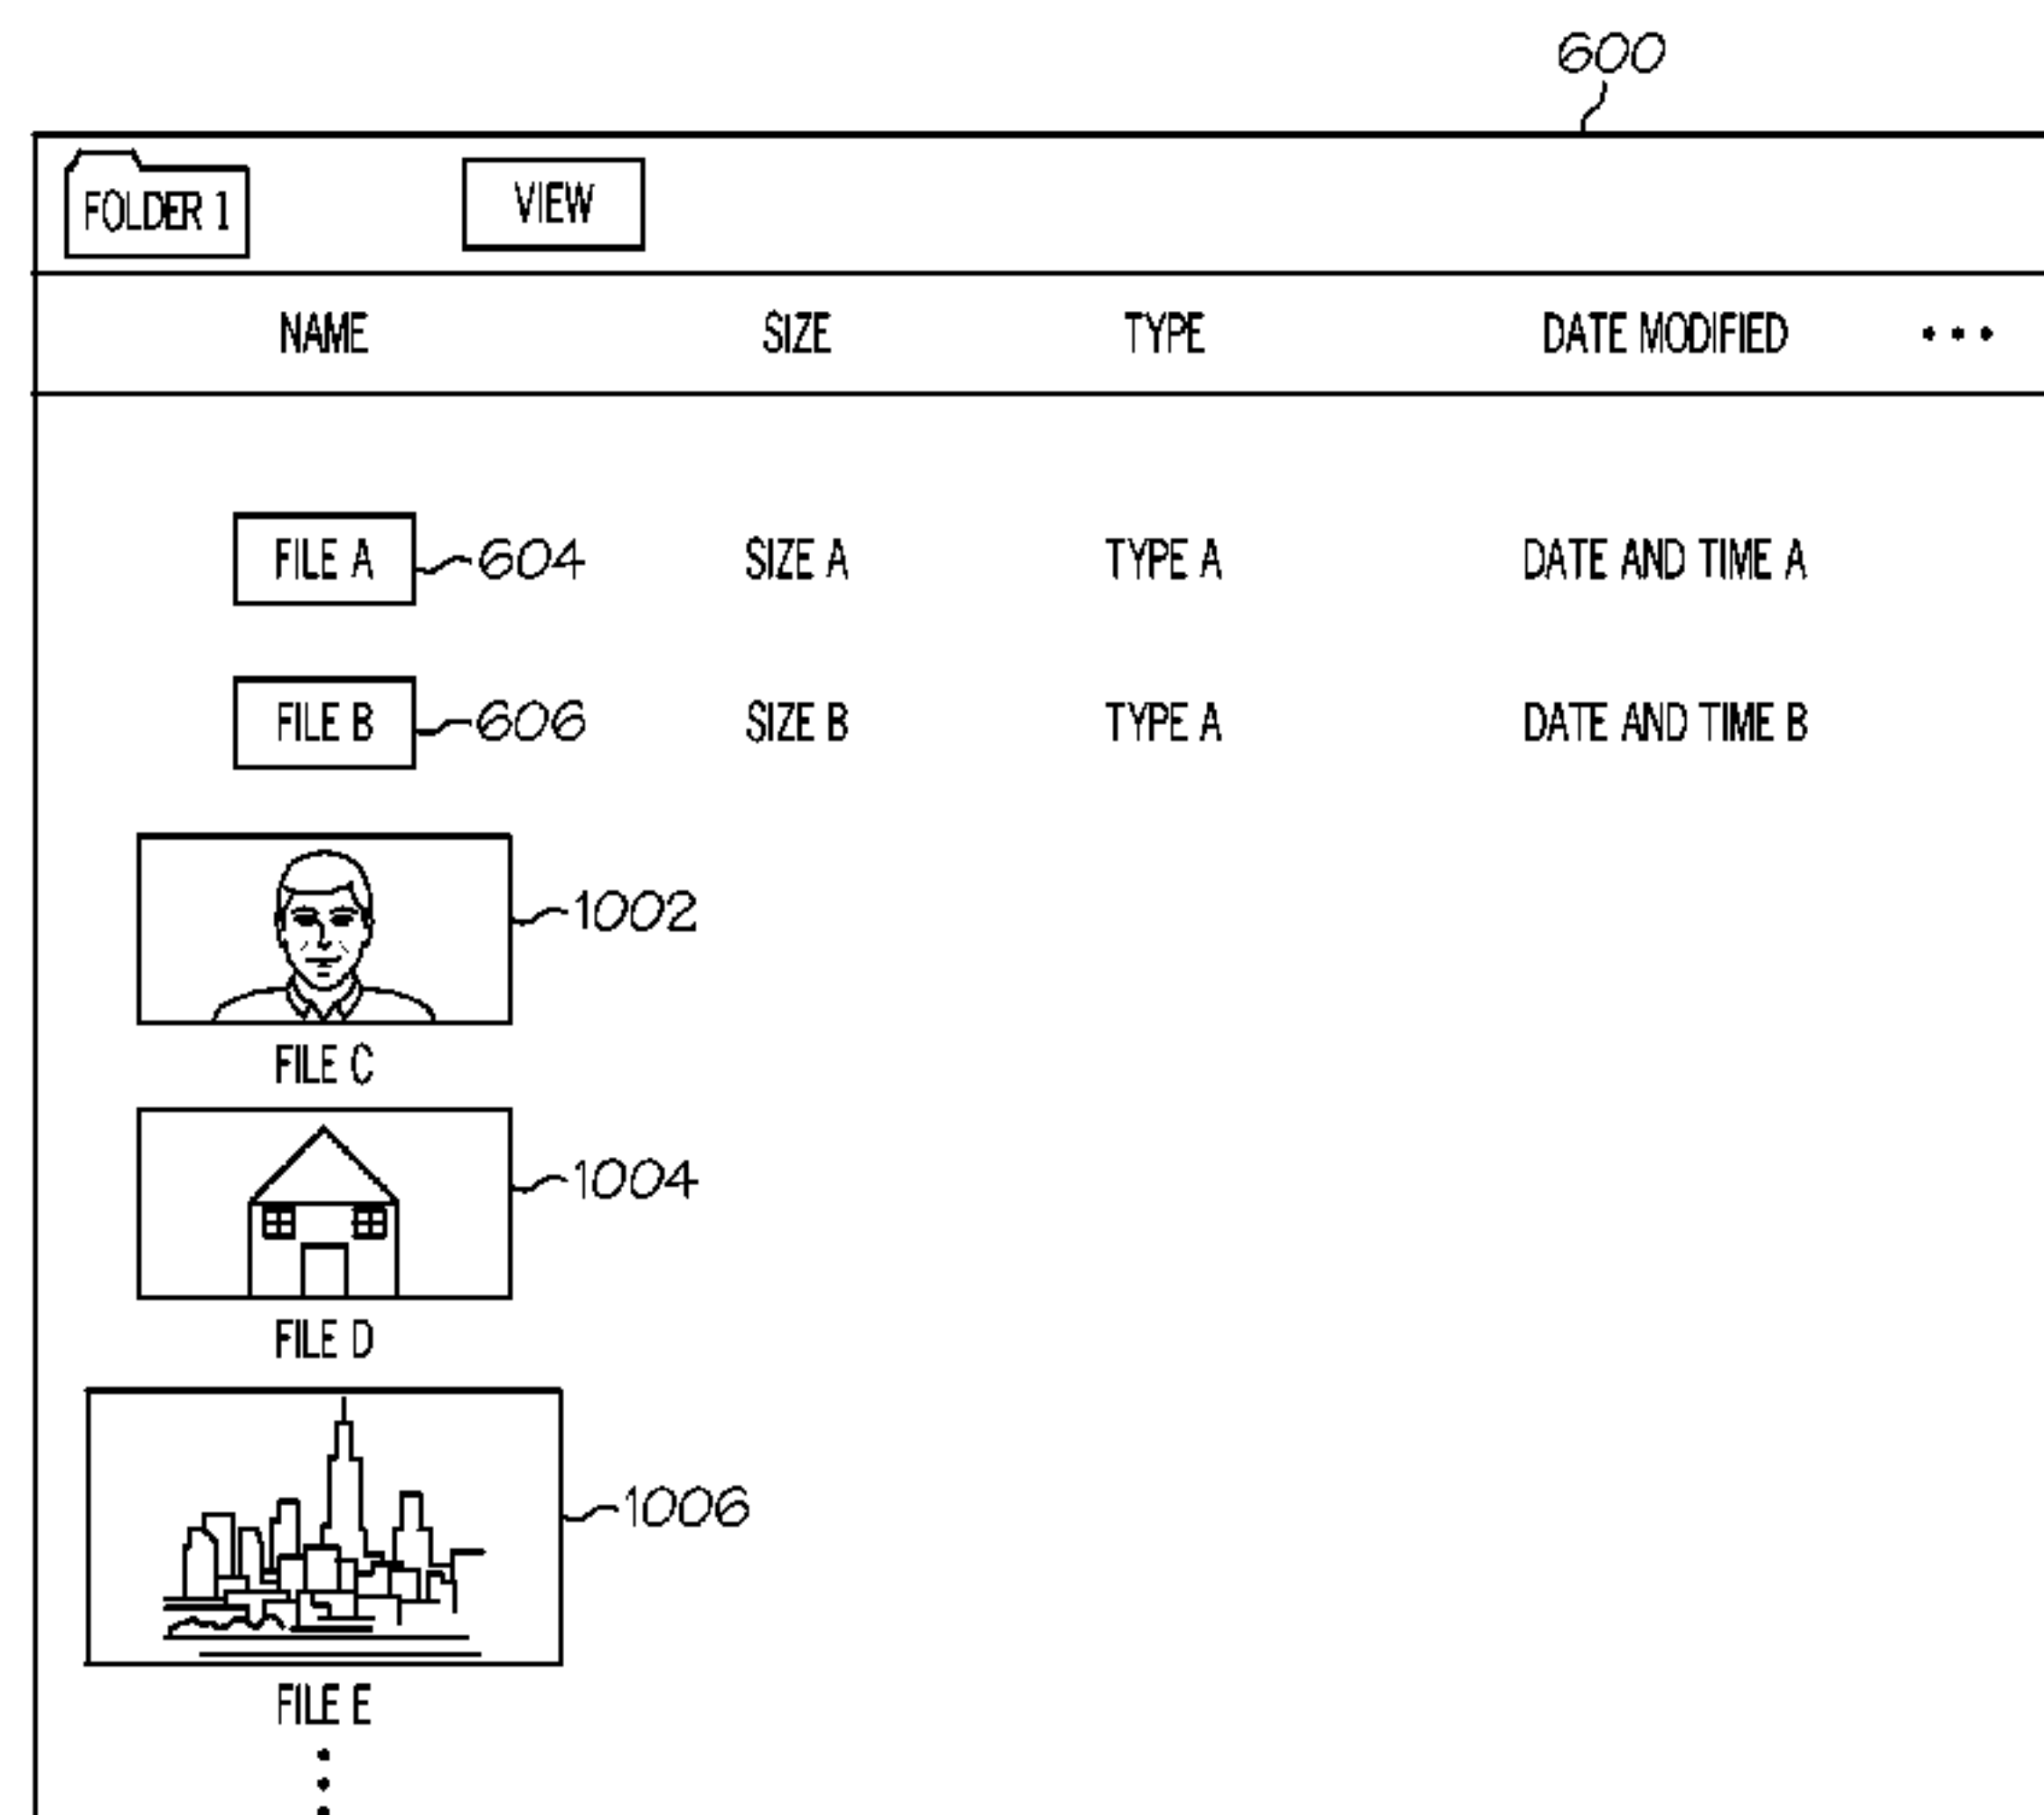 600
FOLDER 1 VIEW
NAME SIZE TYPE DATE MODIFIED •••
FILE A 604 SIZE A TYPE A DATE AND TIME A
FILE B 606 SIZE B TYPE A DATE AND TIME B
1002
FILE C
1004
FILE D
1006
FILE E